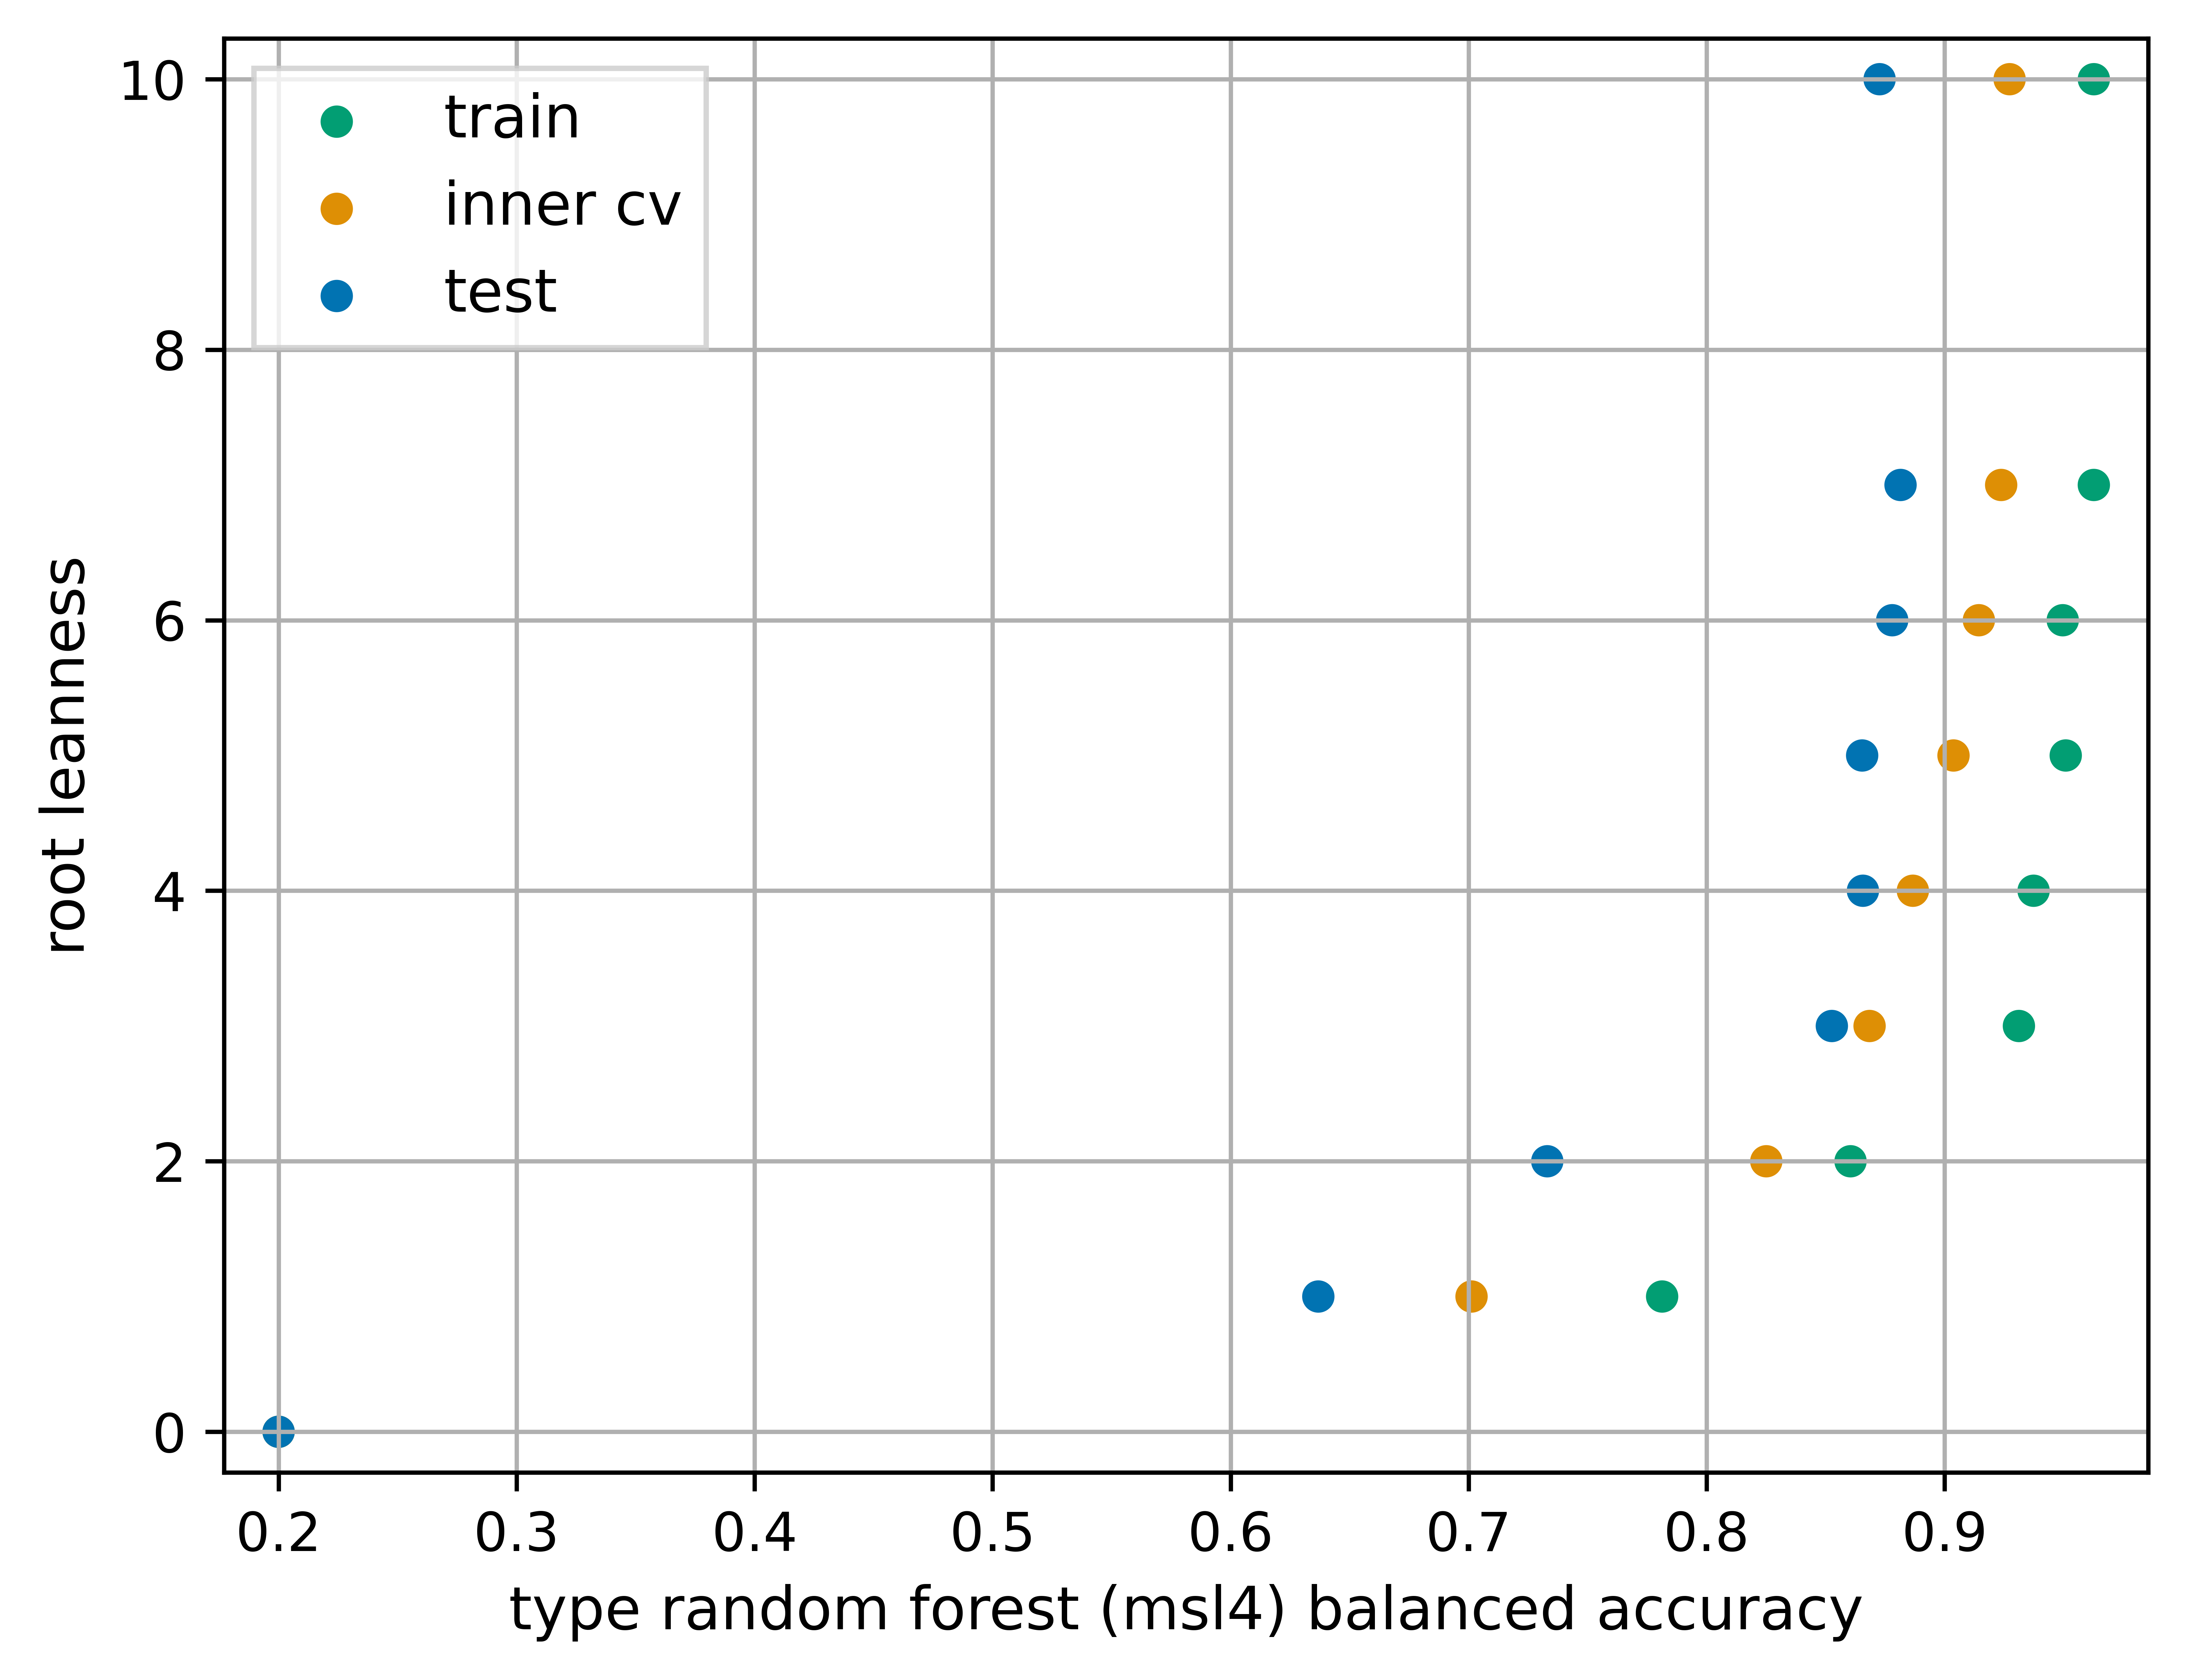 10
8
6
4
2
0
root leanness
train
inner cv
test
0.2 0.3 0.4 0.5 0.6 0.7 0.8 0.9
type random forest (msl4) balanced accuracy